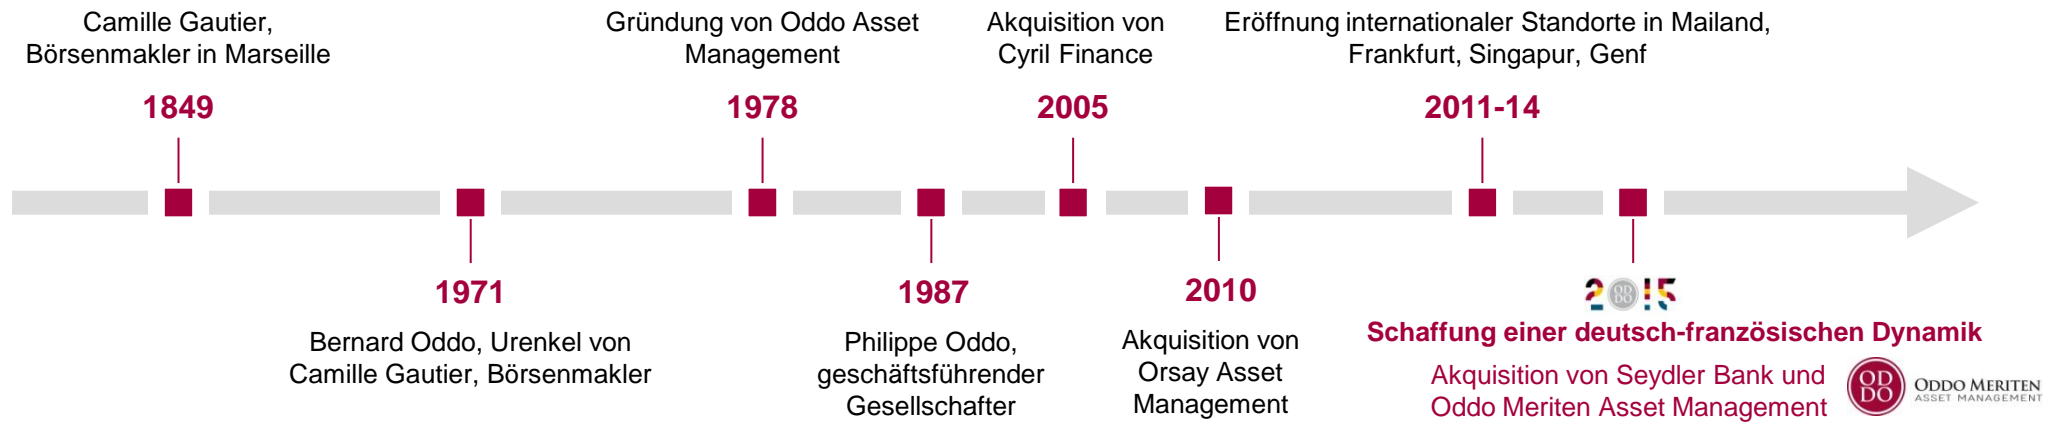 Camille Gautier,
Börsenmakler in Marseille
1849
Gründung von Oddo Asset
Management
1978
Akquisition von
Cyril Finance
2005
Eröffnung internationaler Standorte in Mailand,
Frankfurt, Singapur, Genf
2011-14
1971
Bernard Oddo, Urenkel von
Camille Gautier, Börsenmakler
1987
Philippe Oddo,
geschäftsführender
Gesellschafter
2010
Akquisition von
Orsay Asset
Management
2015
Schaffung einer deutsch-französischen Dynamik
Akquisition von Seydler Bank und
Oddo Meriten Asset Management
OD
DO
ODDO MERITEN
ASSET MANAGEMENT